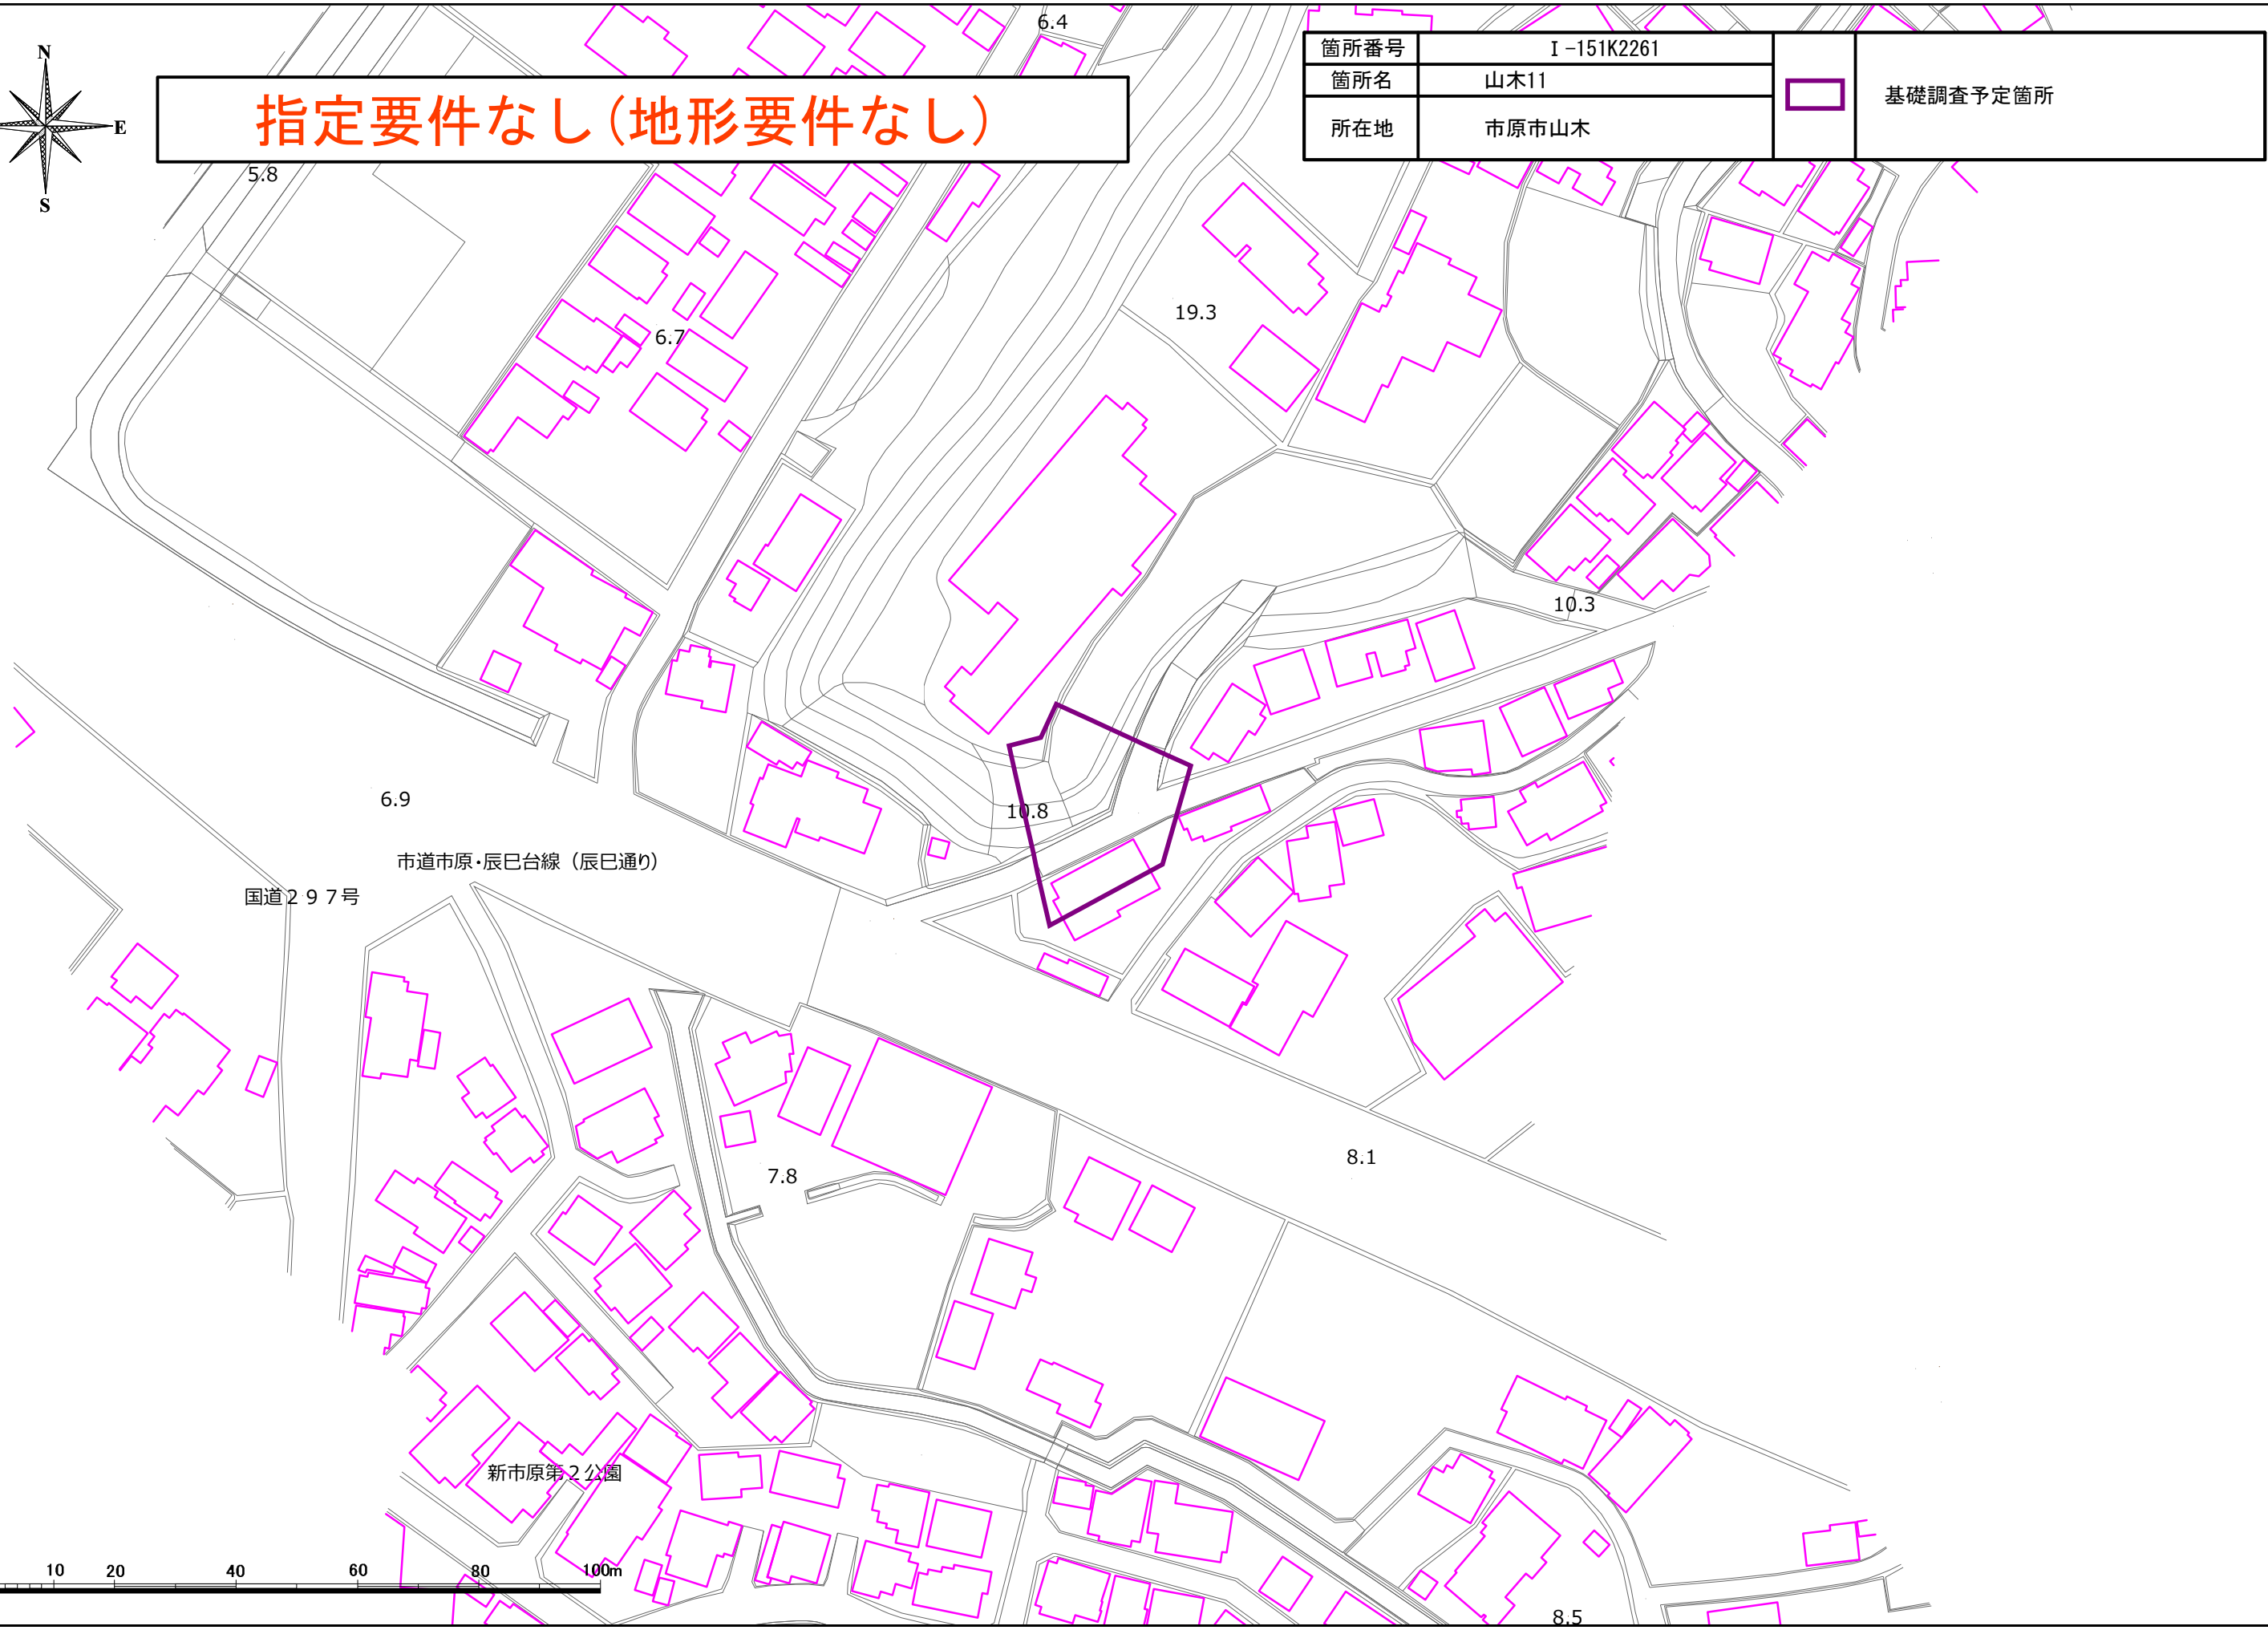 6.4
N
E
S
指定要件なし（地形要件なし）
箇所番号 Ⅰ-151K2261
箇所名 山木11
所在地 市原市山木
基礎調査予定箇所
5.8
19.3
6.7
10.3
6.9
10.8
市道市原・辰巳台線（辰巳通り）
国道２９７号
8.1
7.8
新市原第２公園
10 20 40 60 80 100m
8.5